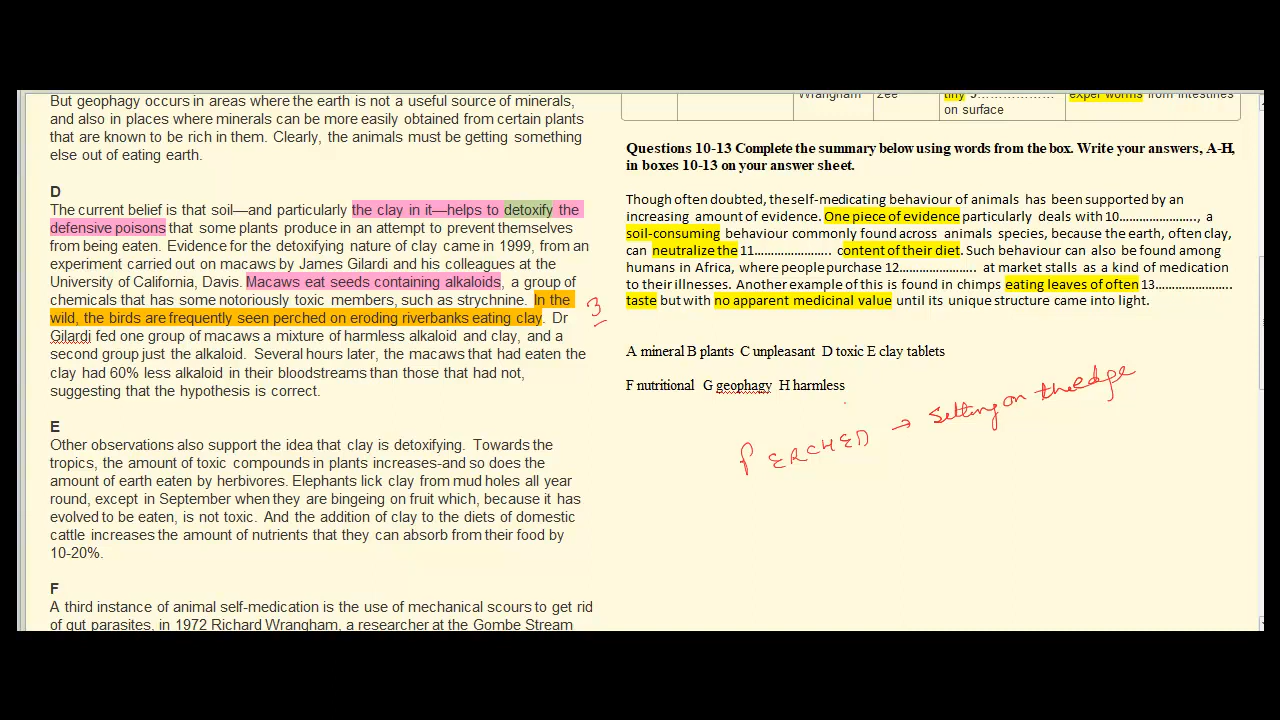 But geophagy occurs in areas where the earth is not a useful source of minerals,
and also in places where minerals can be more easily obtained from certain plants
that are known to be rich in them. Clearly, the animals must be getting something
else out of eating earth.
D
The current belief is that soil—and particularly the clay in it—helps to detoxify the
defensive poisons that some plants produce in an attempt to prevent themselves
from being eaten. Evidence for the detoxifying nature of clay came in 1999, from an
experiment carried out on macaws by James Gilardi and his colleagues at the
University of California, Davis. Macaws eat seeds containing alkaloids, a group of
chemicals that has some notoriously toxic members, such as strychnine. In the
wild, the birds are frequently seen perched on eroding riverbanks eating clay. Dr
Gilardi fed one group of macaws a mixture of harmless alkaloid and clay, and a
second group just the alkaloid. Several hours later, the macaws that had eaten the
clay had 60% less alkaloid in their bloodstreams than those that had not,
suggesting that the hypothesis is correct.
3
E
Other observations also support the idea that clay is detoxifying. Towards the
tropics, the amount of toxic compounds in plants increases-and so does the
amount of earth eaten by herbivores. Elephants lick clay from mud holes all year
round, except in September when they are bingeing on fruit which, because it has
evolved to be eaten, is not toxic. And the addition of clay to the diets of domestic
cattle increases the amount of nutrients that they can absorb from their food by
10-20%.
F
A third instance of animal self-medication is the use of mechanical scours to get rid
of gut parasites, in 1972 Richard Wrangham, a researcher at the Gombe Stream
Wrangham Zee tiny 9……………… exper worms from intestines
on surface
Questions 10-13 Complete the summary below using words from the box. Write your answers, A-H,
in boxes 10-13 on your answer sheet.
Though often doubted, the self-medicating behaviour of animals has been supported by an
increasing amount of evidence. One piece of evidence particularly deals with 10…………………., a
soil-consuming behaviour commonly found across animals species, because the earth, often clay,
can neutralize the 11…………………. content of their diet. Such behaviour can also be found among
humans in Africa, where people purchase 12…………………. at market stalls as a kind of medication
to their illnesses. Another example of this is found in chimps eating leaves of often 13………………….
taste but with no apparent medicinal value until its unique structure came into light.
A mineral B plants C unpleasant D toxic E clay tablets
F nutritional G geophagy H harmless
PERCHED → Setting on the edge